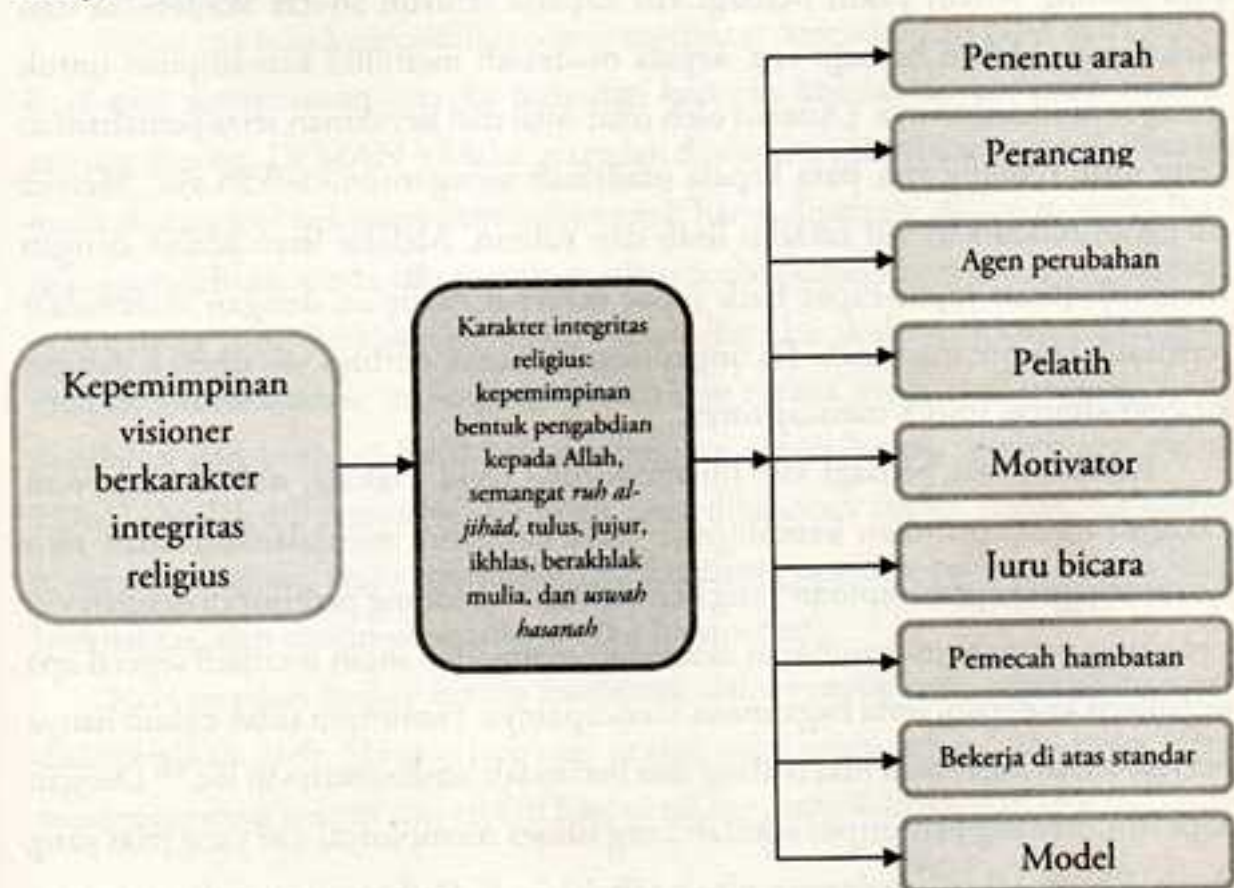 Kepemimpinan
visioner
berkarakter
integritas
religius
Karakter integritas
religius:
kepemimpinan
bentuk pengabdian
kepada Allah,
semangat ruh al-
jihād, tulus, jujur,
ikhlas, berakhlak
mulia, dan uswah
hasanah
Penentu arah
Perancang
Agen perubahan
Pelatih
Motivator
Juru bicara
Pemecah hambatan
Bekerja di atas standar
Model